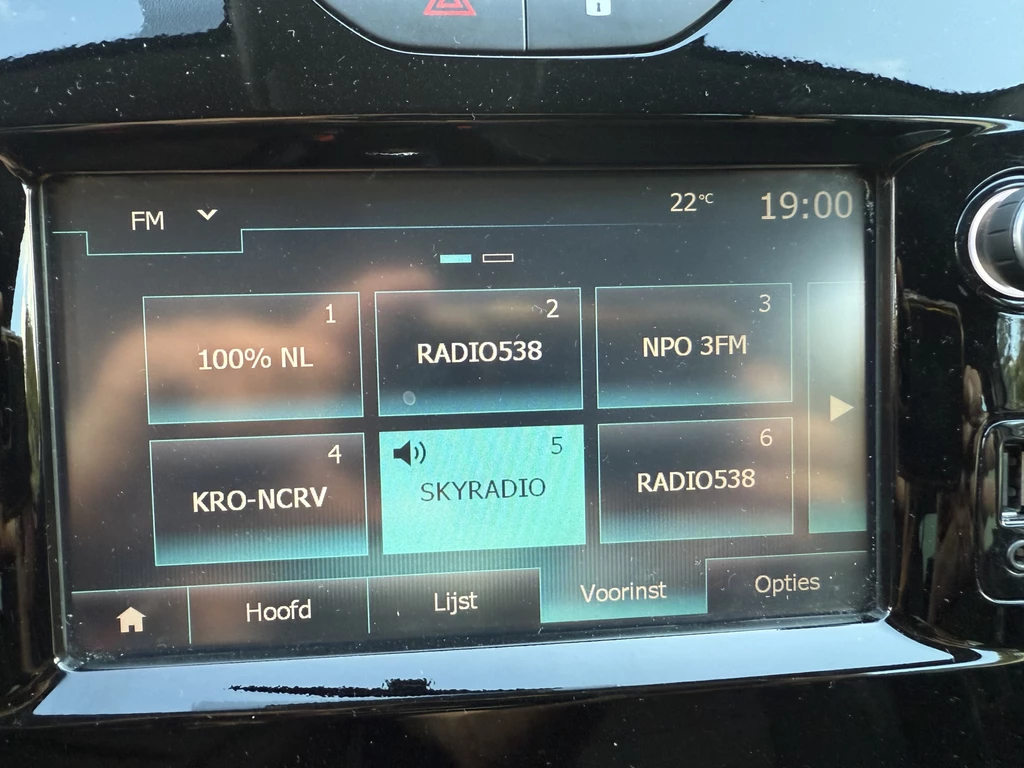 FM
22°C 19:00
1 2 3
100% NL RADIO538 NPO 3FM
4 5 6
KRO-NCRV SKYRADIO RADIO538
Hoofd Lijst Voorinst Opties